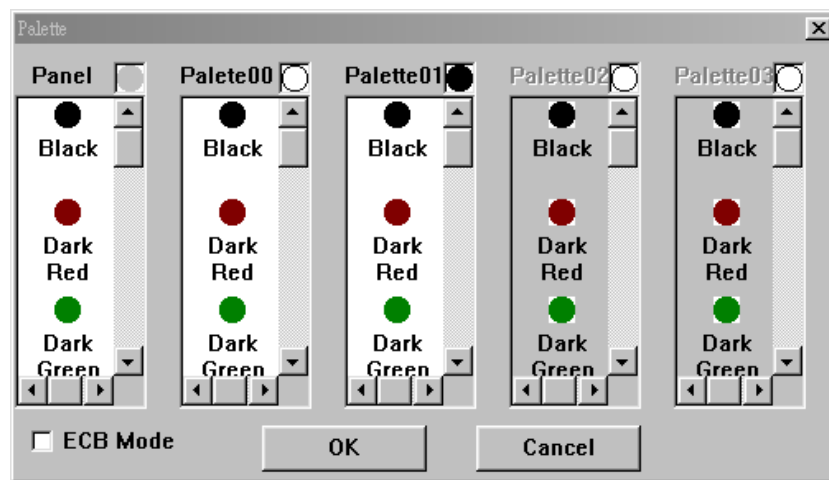 Palette
Panel
Palete00
Palette01
Palette02
Palette03
Black
Dark
Red
Dark
Green
Black
Dark
Red
Dark
Green
Black
Dark
Red
Dark
Green
Black
Dark
Red
Dark
Green
Black
Dark
Red
Dark
Green
ECB Mode
OK
Cancel